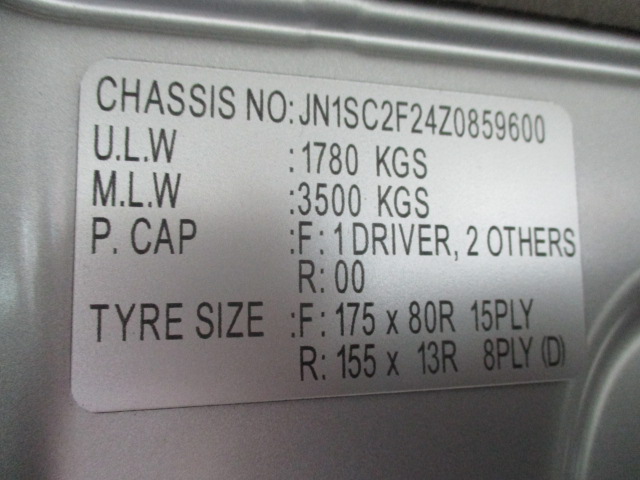 CHASSIS NO: JN1SC2F24Z0859600
U.L.W :1780 KGS
M.L.W :3500 KGS
P. CAP :F: 1 DRIVER, 2 OTHERS
R: 00
TYRE SIZE :F: 175 x 80R 15PLY
R: 155 x 13R 8PLY (D)